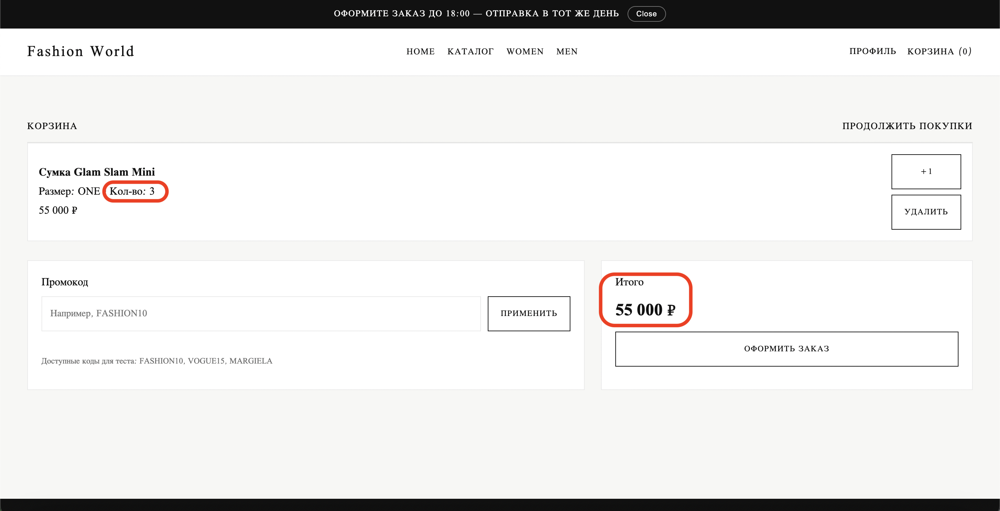 ОФОРМИТЕ ЗАКАЗ ДО 18:00 — ОТПРАВКА В ТОТ ЖЕ ДЕНЬ Close
Fashion World HOME КАТАЛОГ WOMEN MEN ПРОФИЛЬ КОРЗИНА (0)
КОРЗИНА ПРОДОЛЖИТЬ ПОКУПКИ
Сумка Glam Slam Mini
Размер: ONE Кол-во: 3
55 000 ₽
+ 1
УДАЛИТЬ
Промокод
Например, FASHION10 ПРИМЕНИТЬ
Доступные коды для теста: FASHION10, VOGUE15, MARGIELA
Итого
55 000 ₽
ОФОРМИТЬ ЗАКАЗ